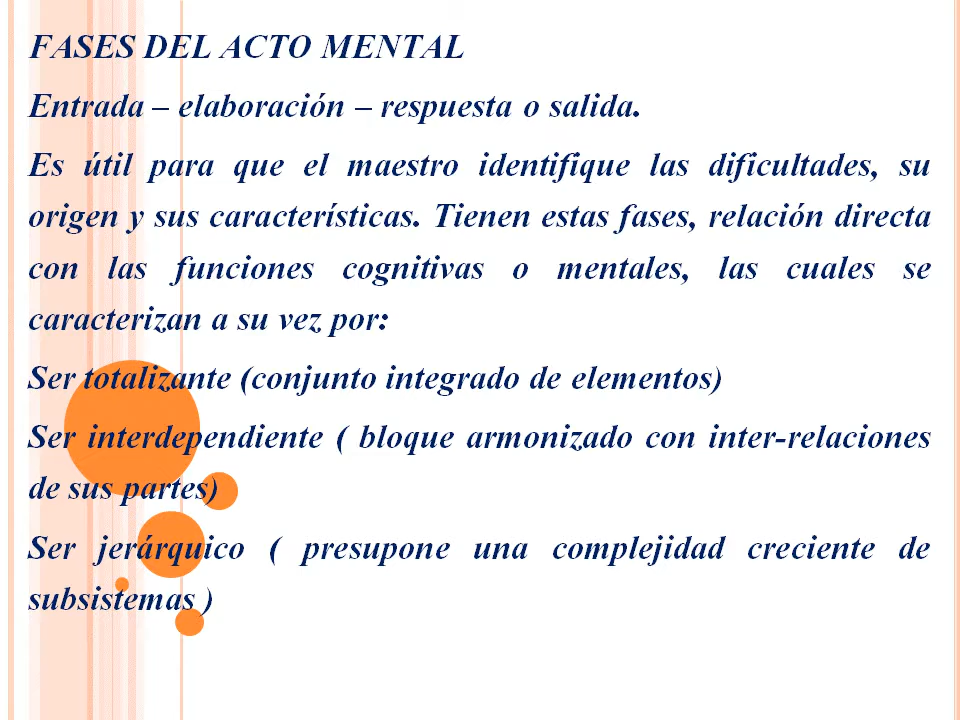 FASES DEL ACTO MENTAL
Entrada – elaboración – respuesta o salida.
Es útil para que el maestro identifique las dificultades, su
origen y sus características. Tienen estas fases, relación directa
con las funciones cognitivas o mentales, las cuales se
caracterizan a su vez por:
Ser totalizante (conjunto integrado de elementos)
Ser interdependiente ( bloque armonizado con inter-relaciones
de sus partes)
Ser jerárquico ( presupone una complejidad creciente de
subsistemas )